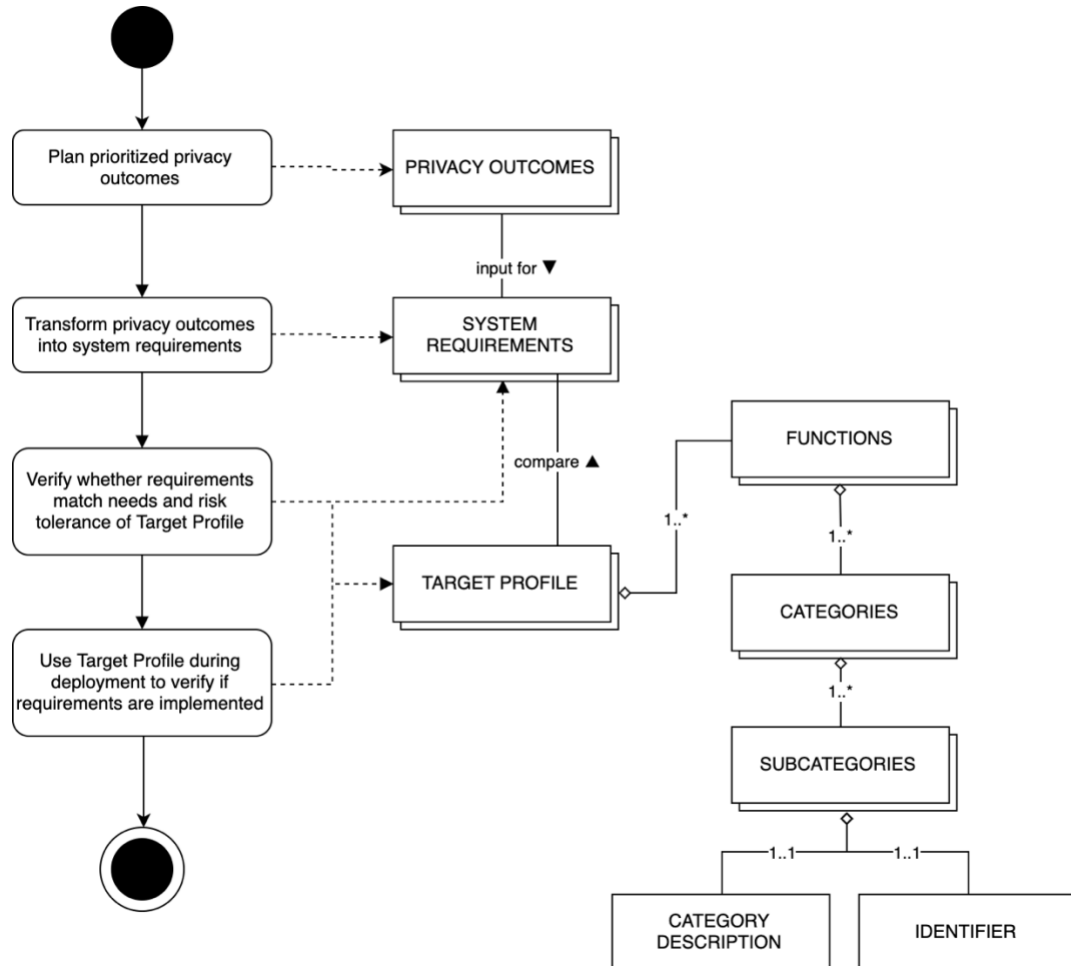 Plan prioritized privacy
outcomes
PRIVACY OUTCOMES
input for ▼
Transform privacy outcomes
into system requirements
SYSTEM
REQUIREMENTS
FUNCTIONS
Verify whether requirements
match needs and risk
tolerance of Target Profile
compare ▲
1..*
1..*
TARGET PROFILE
CATEGORIES
Use Target Profile during
deployment to verify if
requirements are implemented
1..*
SUBCATEGORIES
1..1
1..1
CATEGORY
DESCRIPTION
IDENTIFIER